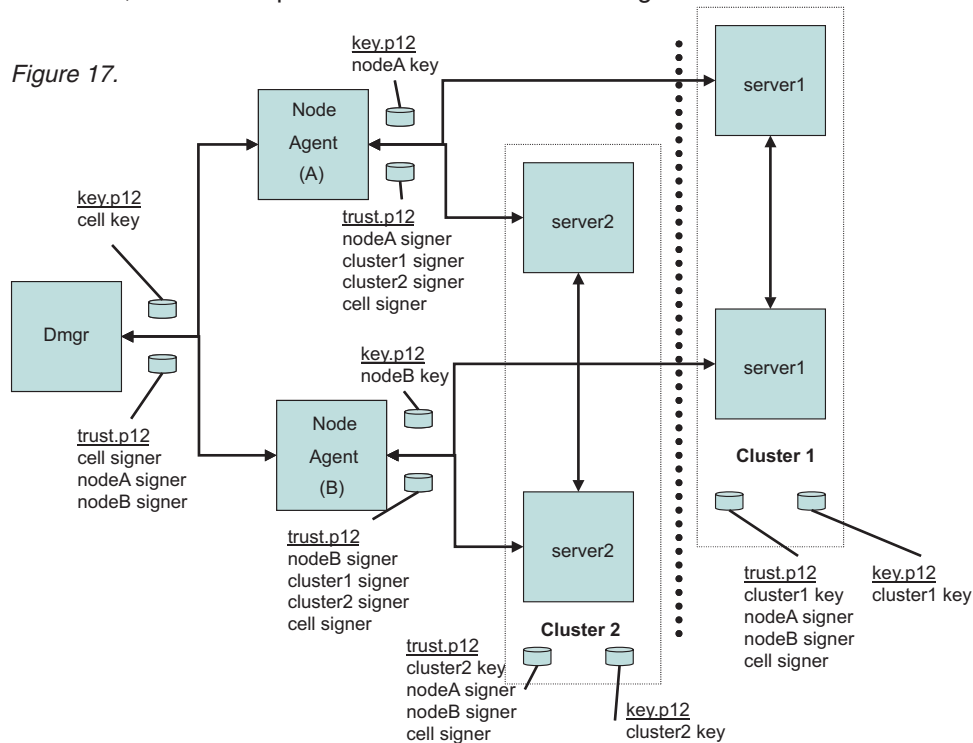 Figure 17.
key.p12
nodeA key
Node
Agent
(A)
server1
key.p12
cell key
trust.p12
nodeA signer
cluster1 signer
cluster2 signer
cell signer
server2
Dmgr
key.p12
nodeB key
server1
trust.p12
cell signer
nodeA signer
nodeB signer
Node
Agent
(B)
Cluster 1
trust.p12
nodeB signer
cluster1 signer
cluster2 signer
cell signer
server2
trust.p12
cluster1 key
nodeA signer
nodeB signer
cell signer
key.p12
cluster1 key
Cluster 2
trust.p12
cluster2 key
nodeA signer
nodeB signer
cell signer
key.p12
cluster2 key